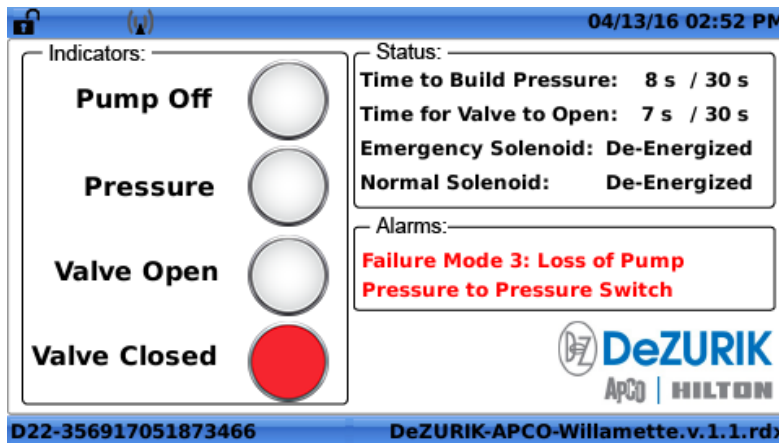 04/13/16 02:52 PM
Indicators:
Pump Off
Pressure
Valve Open
Valve Closed
Status:
Time to Build Pressure: 8 s / 30 s
Time for Valve to Open: 7 s / 30 s
Emergency Solenoid: De-Energized
Normal Solenoid: De-Energized
Alarms:
Failure Mode 3: Loss of Pump
Pressure to Pressure Switch
DZ DeZURIK
APCO | HILTON
D22-356917051873466 DeZURIK-APCO-Willamette.v.1.1.rdx